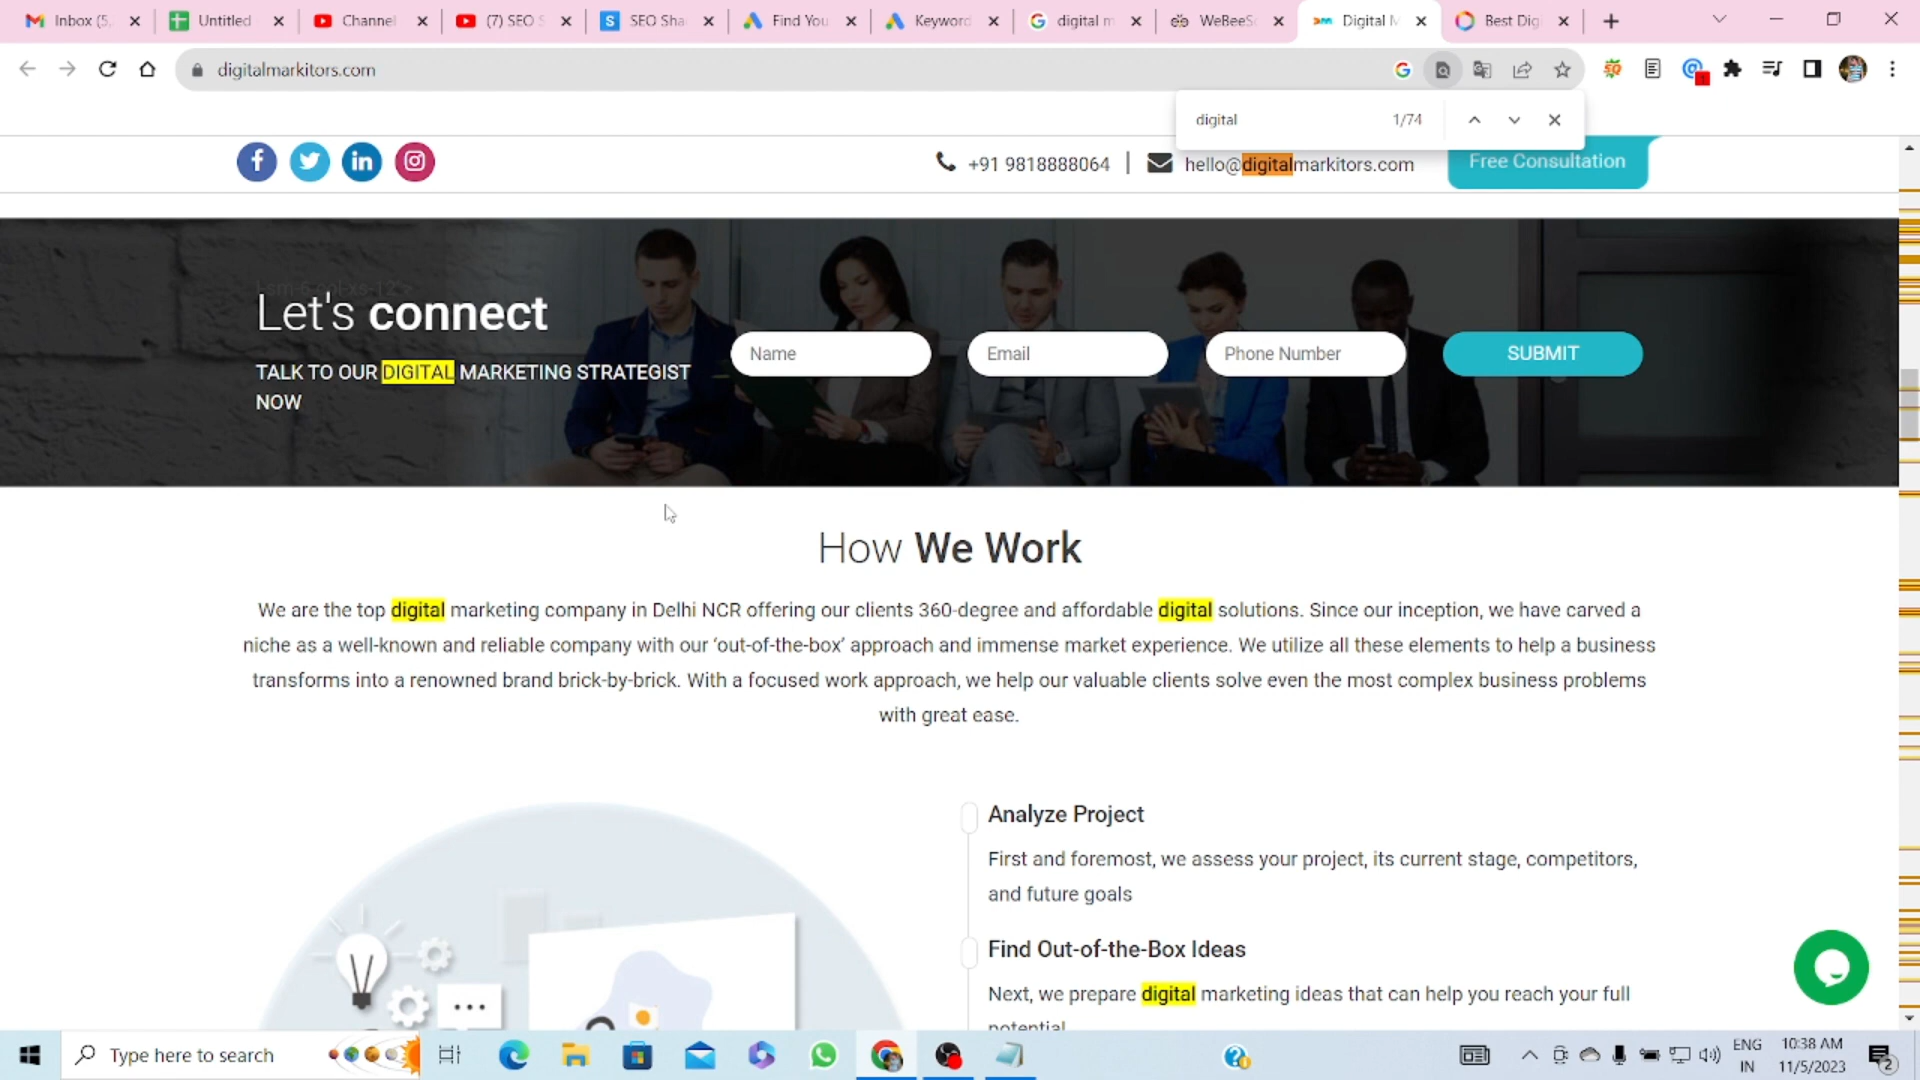 Inbox (5,
Untitled
Channel
(7) SEO S
SEO Sha
Find You
Keyword
digital m
WeBeeSo
Digital M
Best Digi
digitalmarkitors.com
digital 1/74
+91 9818888064 | hello@digitalmarkitors.com
Free Consultation
Let's connect
TALK TO OUR DIGITAL MARKETING STRATEGIST
NOW
Name
Email
Phone Number
SUBMIT
How We Work
We are the top digital marketing company in Delhi NCR offering our clients 360-degree and affordable digital solutions. Since our inception, we have carved a
niche as a well-known and reliable company with our ‘out-of-the-box’ approach and immense market experience. We utilize all these elements to help a business
transforms into a renowned brand brick-by-brick. With a focused work approach, we help our valuable clients solve even the most complex business problems
with great ease.
Analyze Project
First and foremost, we assess your project, its current stage, competitors,
and future goals
Find Out-of-the-Box Ideas
Next, we prepare digital marketing ideas that can help you reach your full
potential
Type here to search
ENG
IN
10:38 AM
11/5/2023
2